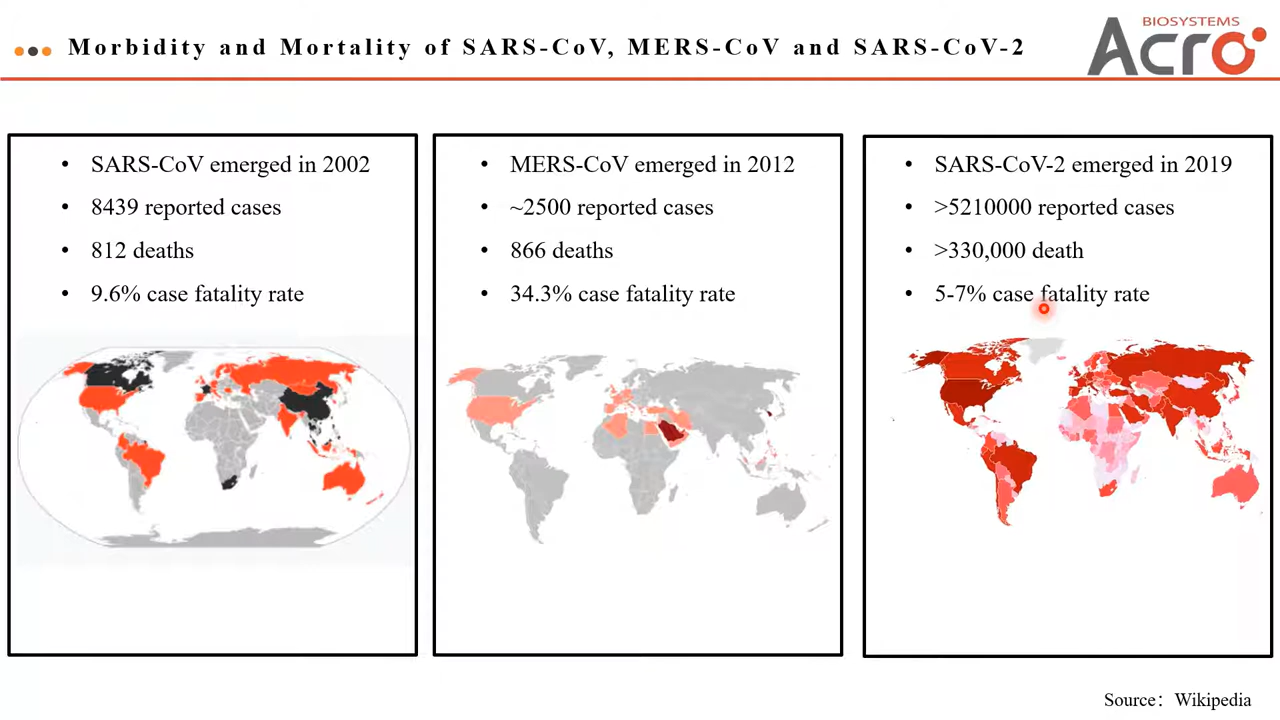 Morbidity and Mortality of SARS-CoV, MERS-CoV and SARS-CoV-2
BIOSYSTEMS
Acro
• SARS-CoV emerged in 2002
• 8439 reported cases
• 812 deaths
• 9.6% case fatality rate
• MERS-CoV emerged in 2012
• ~2500 reported cases
• 866 deaths
• 34.3% case fatality rate
• SARS-CoV-2 emerged in 2019
• >5210000 reported cases
• >330,000 death
• 5-7% case fatality rate
Source：Wikipedia